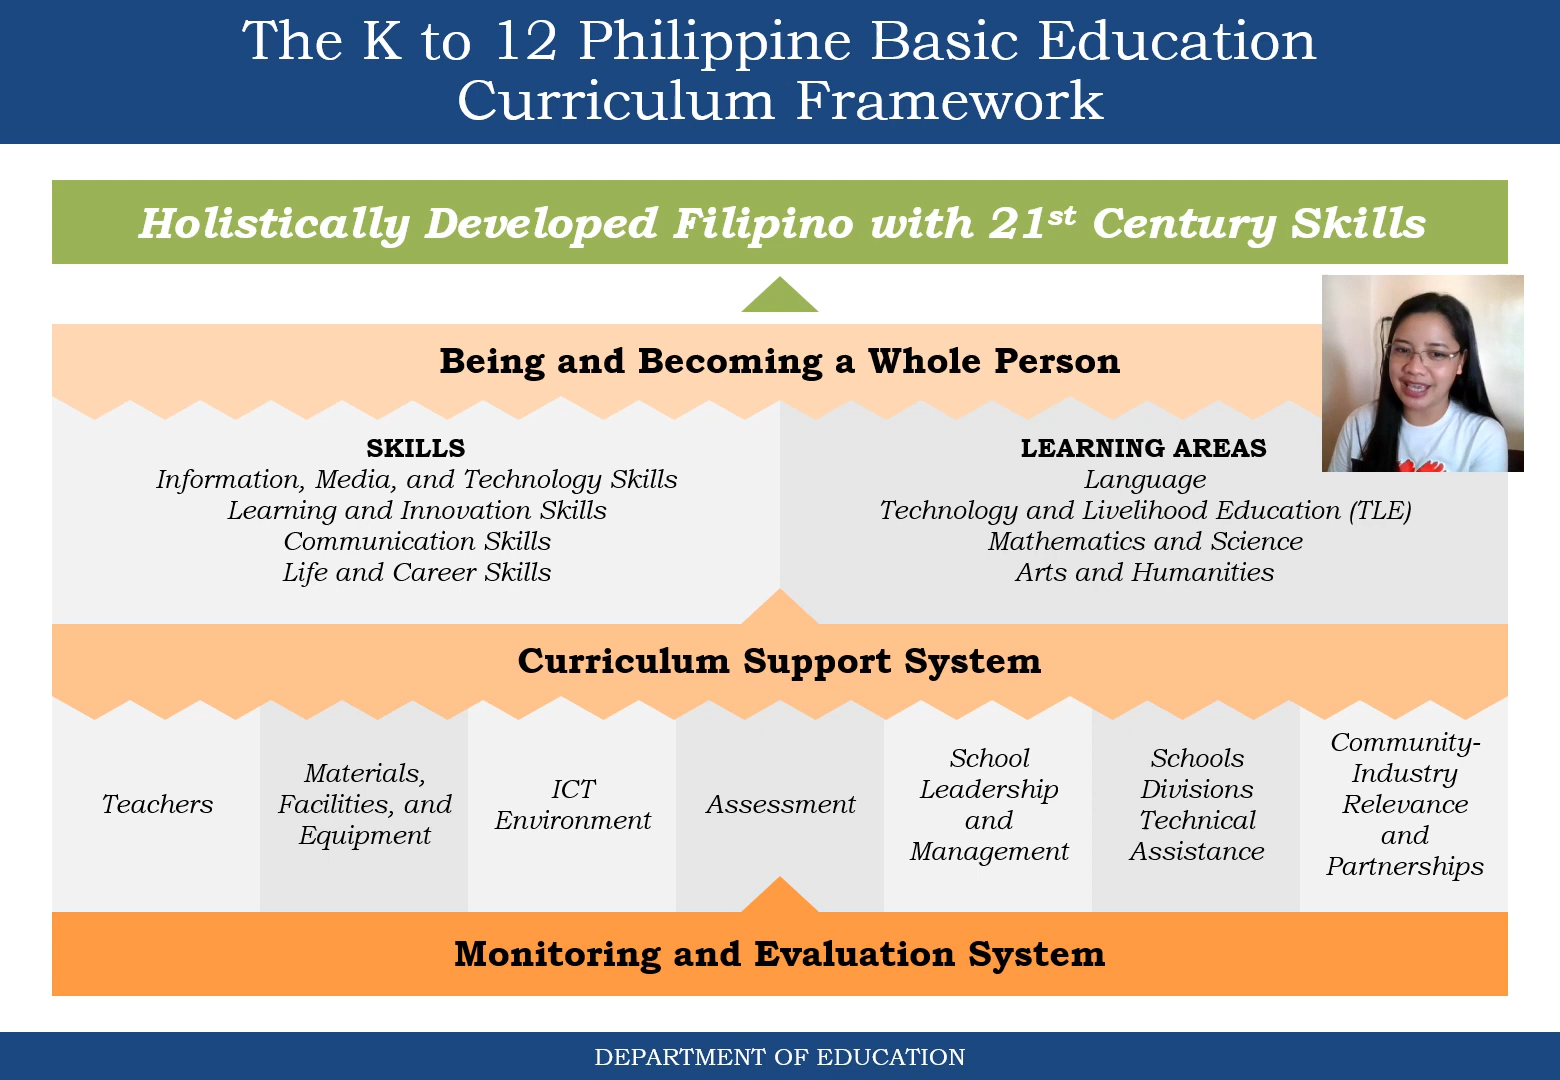 The K to 12 Philippine Basic Education
Curriculum Framework
Holistically Developed Filipino with 21st Century Skills
Being and Becoming a Whole Person
SKILLS
Information, Media, and Technology Skills
Learning and Innovation Skills
Communication Skills
Life and Career Skills
LEARNING AREAS
Language
Technology and Livelihood Education (TLE)
Mathematics and Science
Arts and Humanities
Curriculum Support System
Teachers
Materials,
Facilities, and
Equipment
ICT
Environment
Assessment
School
Leadership
and
Management
Schools
Divisions
Technical
Assistance
Community-
Industry
Relevance
and
Partnerships
Monitoring and Evaluation System
DEPARTMENT OF EDUCATION